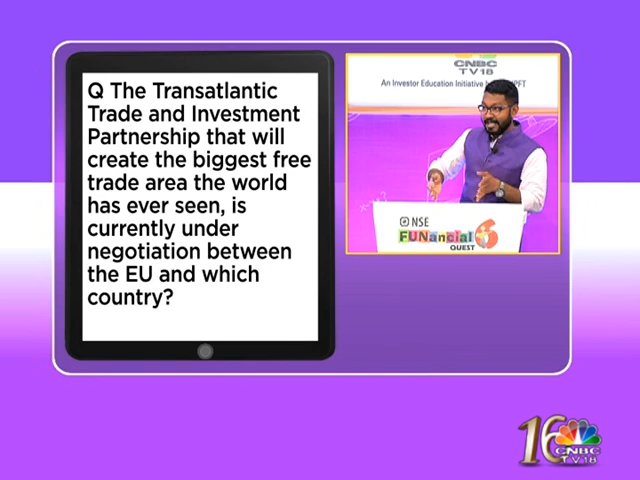 Q The Transatlantic
Trade and Investment
Partnership that will
create the biggest free
trade area the world
has ever seen, is
currently under
negotiation between
the EU and which
country?
CNBC
TV18
An Investor Education Initiative
NSE
FUNancial 6
QUEST
16
CNBC
TV18